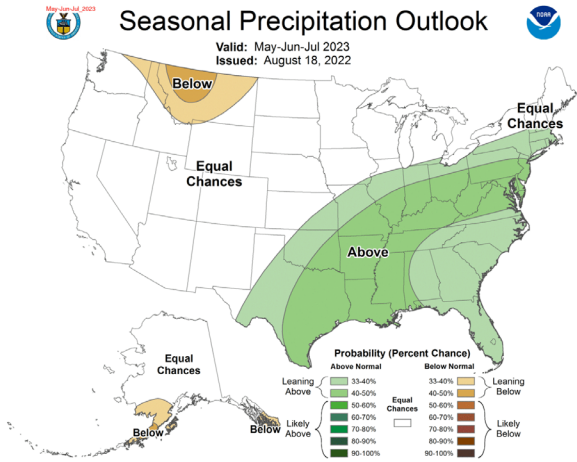 May-Jun-Jul_2023
Seasonal Precipitation Outlook
NOAA
Valid: May-Jun-Jul 2023
Issued: August 18, 2022
Below
Equal
Chances
Equal
Chances
Above
Equal
Chances
Below
Below
Probability (Percent Chance)
Above Normal
Below Normal
Leaning
Above
33-40%
40-50%
50-60%
60-70%
70-80%
80-90%
90-100%
Likely
Above
Equal
Chances
33-40%
40-50%
50-60%
60-70%
70-80%
80-90%
90-100%
Leaning
Below
Likely
Below